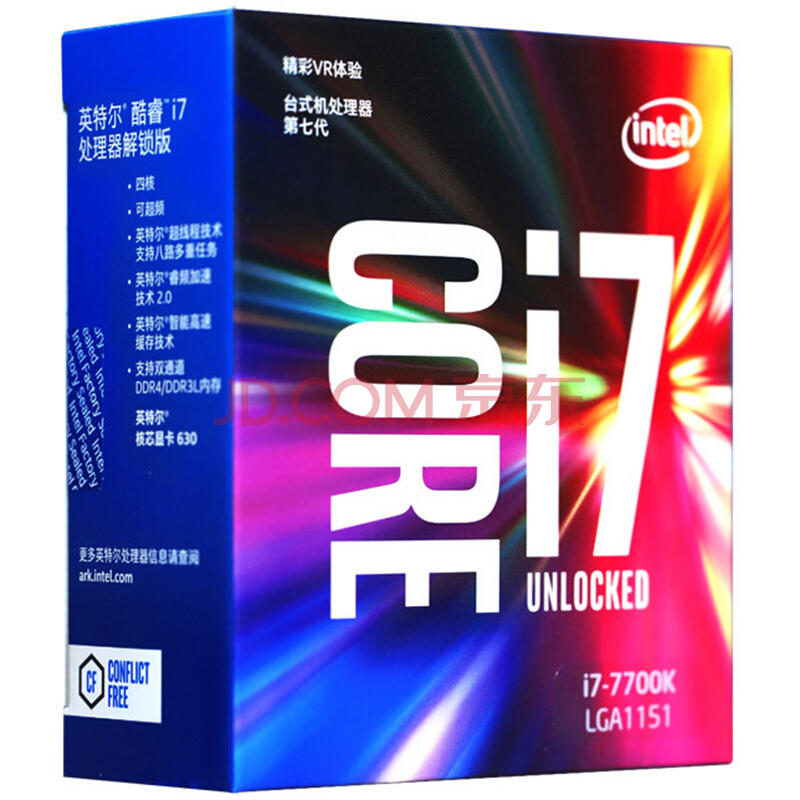 英特尔® 酷睿™ i7
处理器解锁版
• 四核
• 可超频
• 英特尔®超线程技术
支持八路多重任务
• 英特尔®睿频加速
技术 2.0
• 英特尔®智能高速
缓存技术
• 支持双通道
DDR4/DDR3L内存
英特尔®
核芯显卡 630
Intel Factory Sealed
更多英特尔处理器信息请查阅
ark.intel.com
CF
CONFLICT
FREE
精彩VR体验
台式机处理器
第七代
intel
CORE
i7
UNLOCKED
i7-7700K
LGA1151
JD.COM 京东